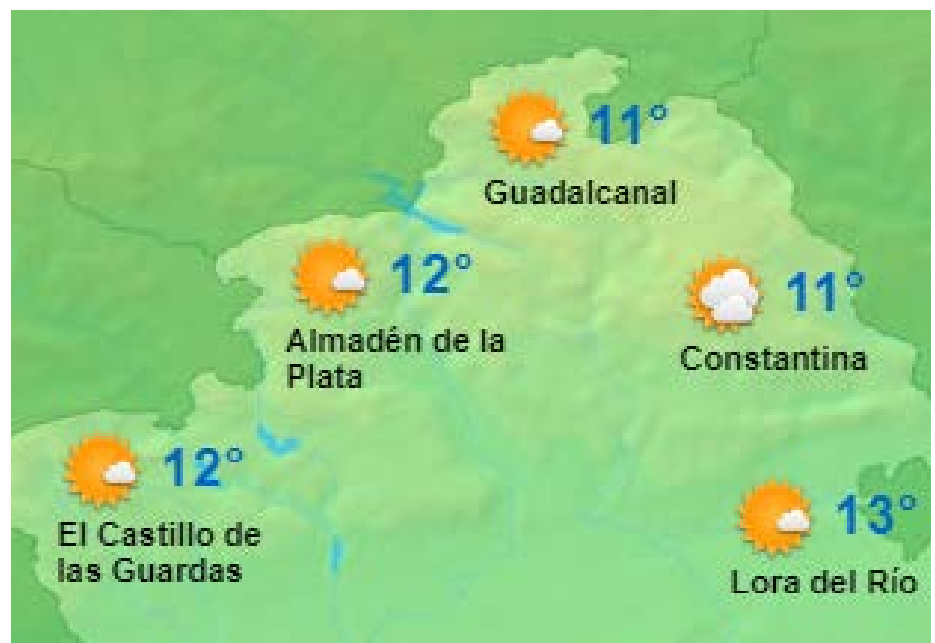 11°
Guadalcanal
12°
Almadén de la
Plata
11°
Constantina
12°
El Castillo de
las Guardas
13°
Lora del Río